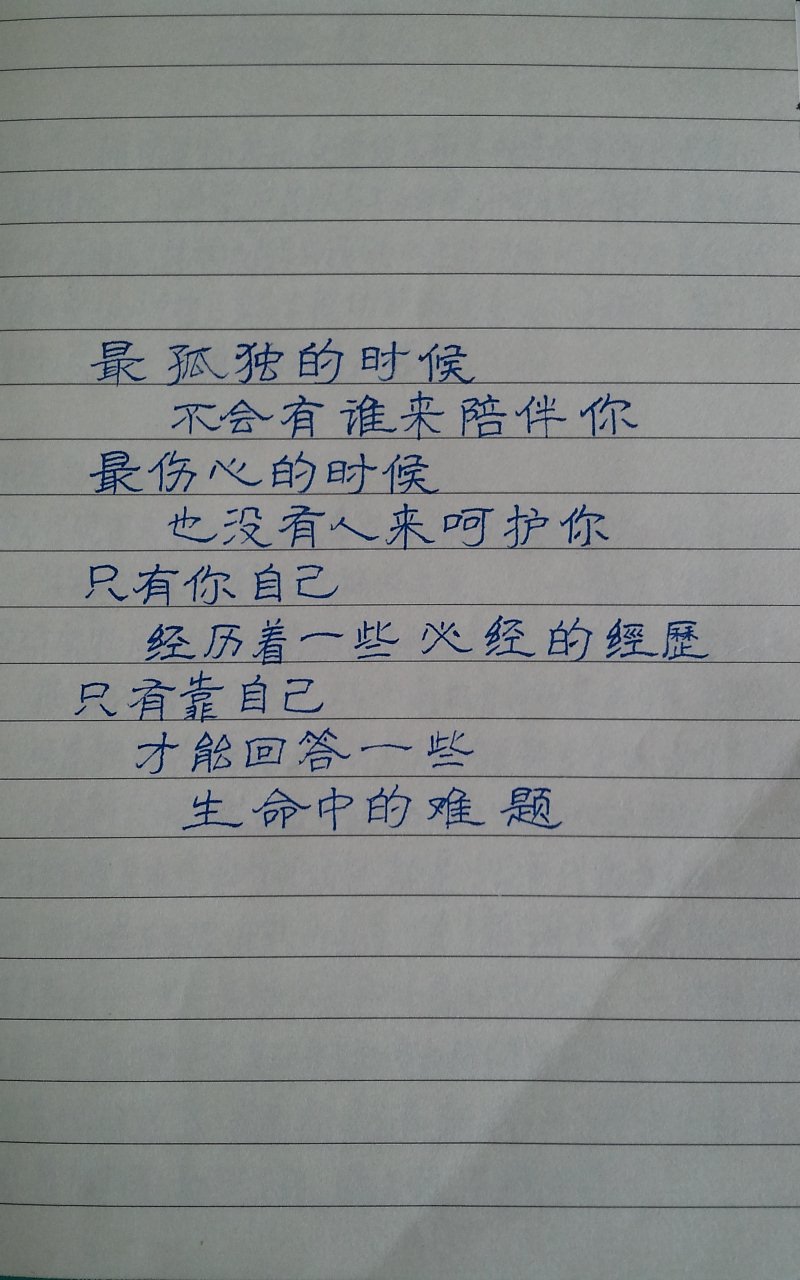 最孤独的时候
不会有谁来陪伴你
最伤心的时候
也没有人来呵护你
只有你自己
经历着一些必经的經歷
只有靠自己
才能回答一些
生命中的难题